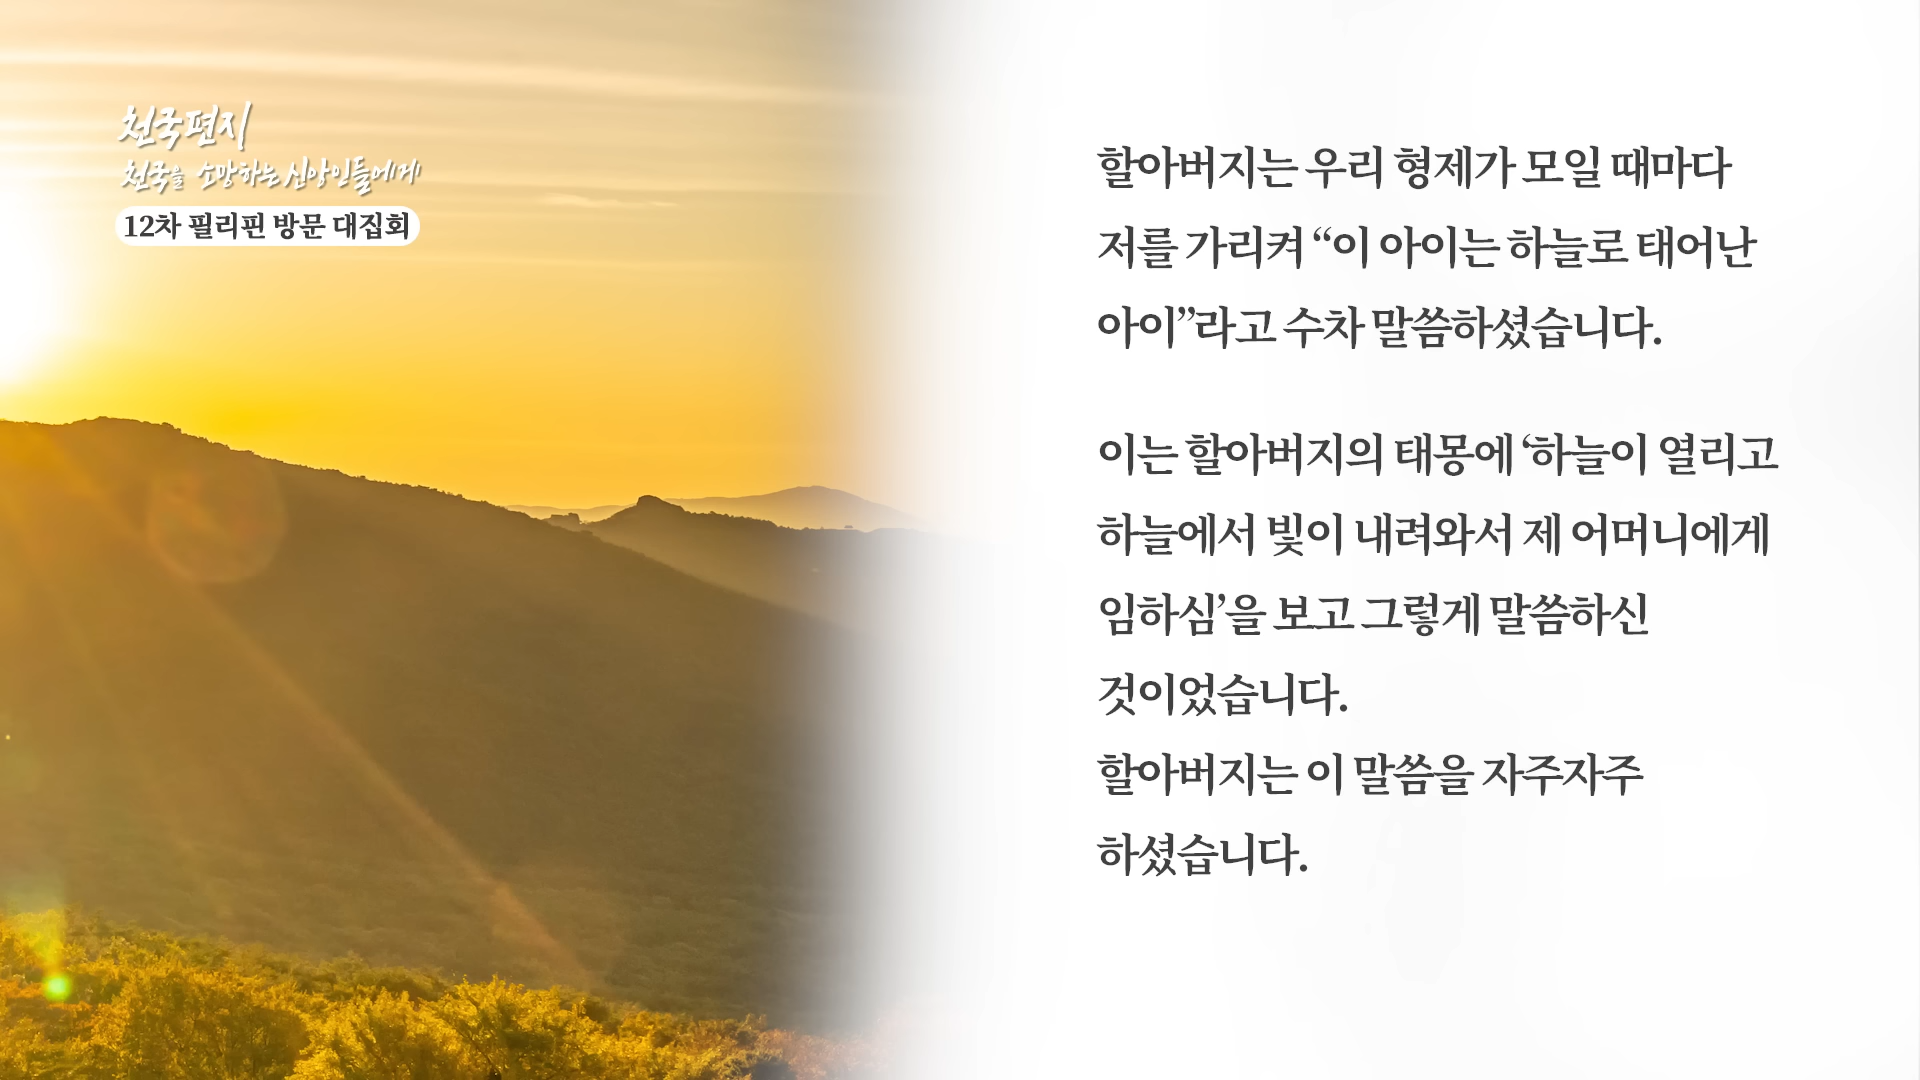 천국편지
천국을 소망하는 신앙인들에게
12차 필리핀 방문 대집회
할아버지는 우리 형제가 모일 때마다
저를 가리켜 “이 아이는 하늘로 태어난
아이”라고 수차 말씀하셨습니다.
이는 할아버지의 태몽에 ‘하늘이 열리고
하늘에서 빛이 내려와서 제 어머니에게
임하심’을 보고 그렇게 말씀하신
것이었습니다.
할아버지는 이 말씀을 자주자주
하셨습니다.